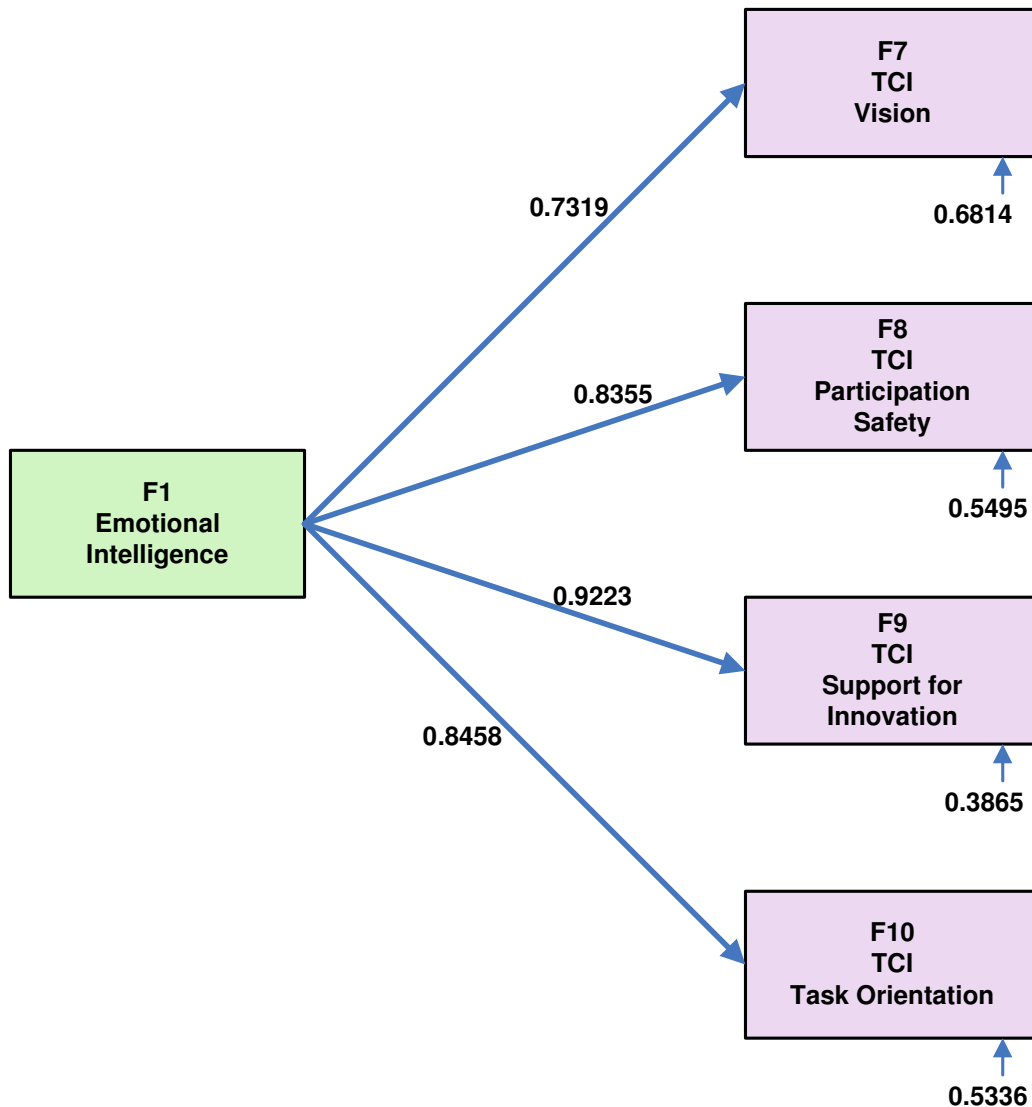 F7
TCI
Vision
0.7319
0.6814
F8
TCI
Participation
Safety
0.8355
0.5495
F1
Emotional
Intelligence
0.9223
F9
TCI
Support for
Innovation
0.8458
0.3865
F10
TCI
Task Orientation
0.5336